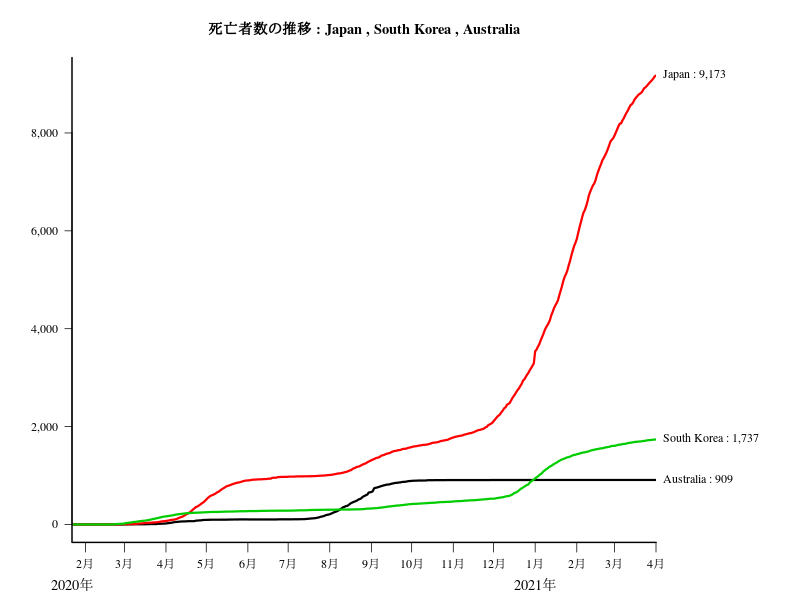 死亡者数の推移 : Japan , South Korea , Australia
Japan : 9,173
8,000
6,000
4,000
2,000
South Korea : 1,737
Australia : 909
0
2月 3月 4月 5月 6月 7月 8月 9月 10月 11月 12月 1月 2月 3月 4月
2020年 2021年